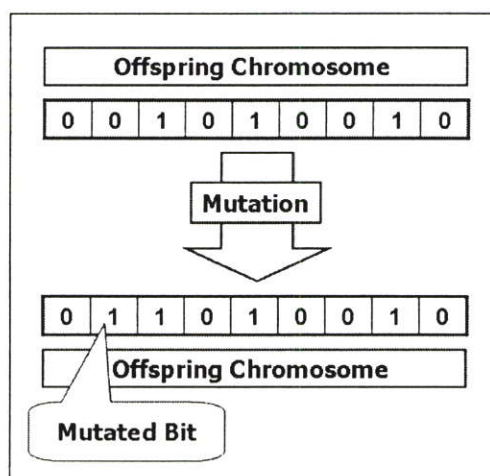 Offspring Chromosome
0 0 1 0 1 0 0 1 0
Mutation
0 1 1 0 1 0 0 1 0
Offspring Chromosome
Mutated Bit